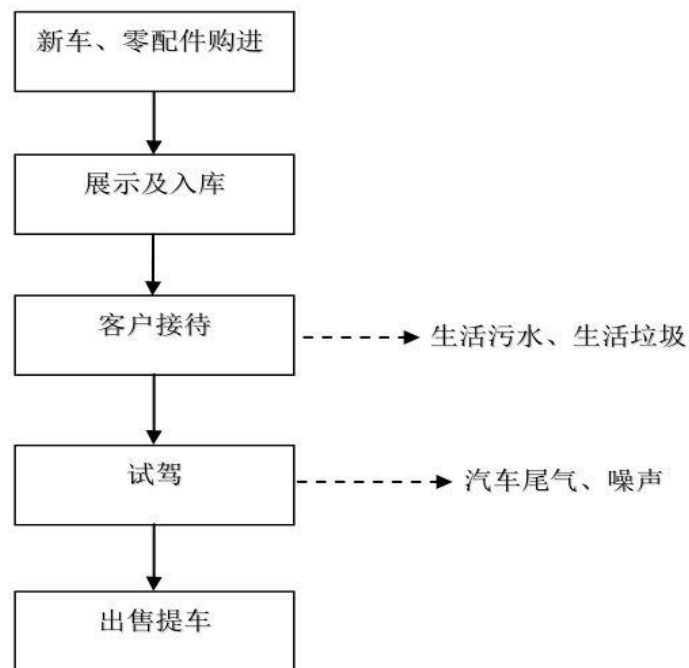 新车、零配件购进
展示及入库
客户接待
生活污水、生活垃圾
试驾
汽车尾气、噪声
出售提车